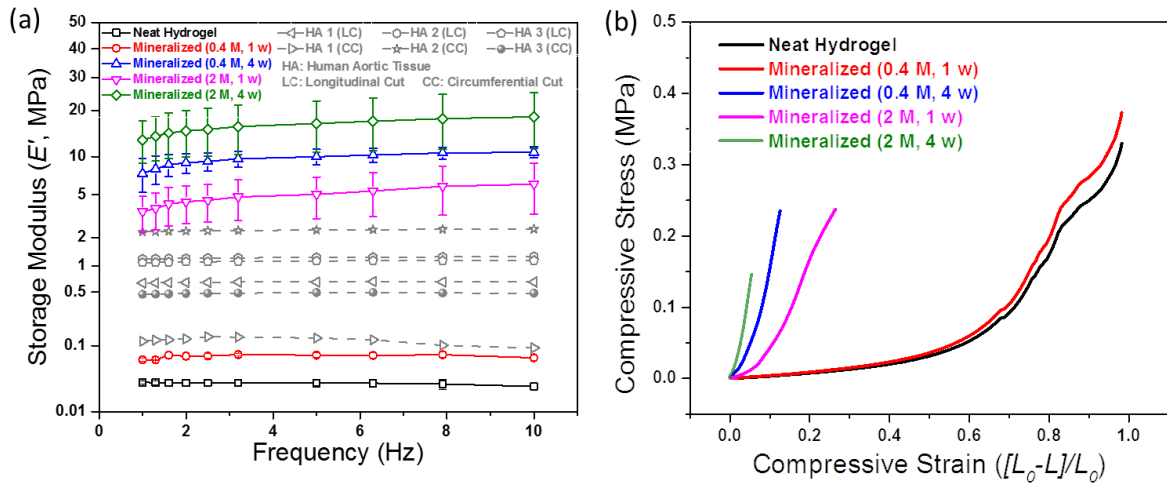 (a)
50
40
30
20
10
5
2
1
0.5
0.1
0.01
Storage Modulus (E', MPa)
Neat Hydrogel
Mineralized (0.4 M, 1 w)
Mineralized (0.4 M, 4 w)
Mineralized (2 M, 1 w)
Mineralized (2 M, 4 w)
HA 1 (LC) HA 2 (LC) HA 3 (LC)
HA 1 (CC) HA 2 (CC) HA 3 (CC)
HA: Human Aortic Tissue
LC: Longitudinal Cut CC: Circumferential Cut
0 2 4 6 8 10
Frequency (Hz)
(b)
0.5
0.4
0.3
0.2
0.1
0.0
Compressive Stress (MPa)
Neat Hydrogel
Mineralized (0.4 M, 1 w)
Mineralized (0.4 M, 4 w)
Mineralized (2 M, 1 w)
Mineralized (2 M, 4 w)
0.0 0.2 0.4 0.6 0.8 1.0
Compressive Strain ([L0-L]/L0)